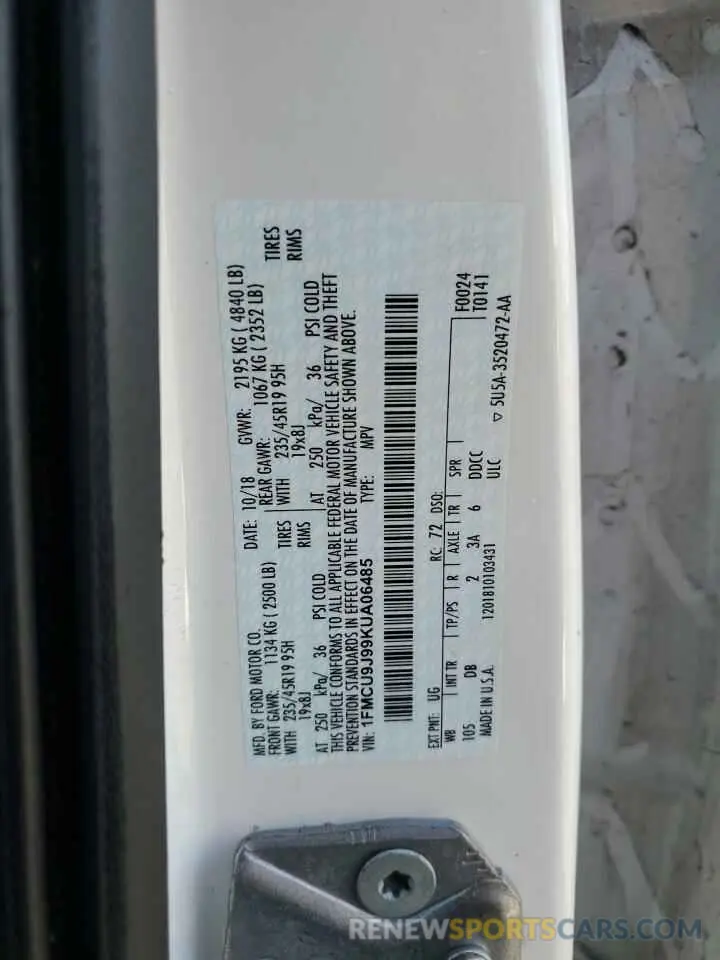 MFD. BY FORD MOTOR CO. DATE: 10/18 GVWR: 2195 KG ( 4840 LB)
FRONT GAWR: 1134 KG ( 2500 LB) REAR GAWR: 1067 KG ( 2352 LB)
WITH 235/45R19 95H TIRES WITH 235/45R19 95H TIRES
19x8J RIMS 19x8J RIMS
AT 250 kPa/ 36 PSI COLD AT 250 kPa/ 36 PSI COLD
THIS VEHICLE CONFORMS TO ALL APPLICABLE FEDERAL MOTOR VEHICLE SAFETY AND THEFT
PREVENTION STANDARDS IN EFFECT ON THE DATE OF MANUFACTURE SHOWN ABOVE.
VIN: 1FMCU9J99KUA06485 TYPE: MPV
EXT PNT: UG RC: 72 DSO: F0024
WB INT TR TP/PS R AXLE TR SPR T0141
105 DB 2 3A 6 DDCC
MADE IN U.S.A. 1201810103431 ULC ▽ 5U5A-3520472-AA
RENEWSPORTSCARS.COM